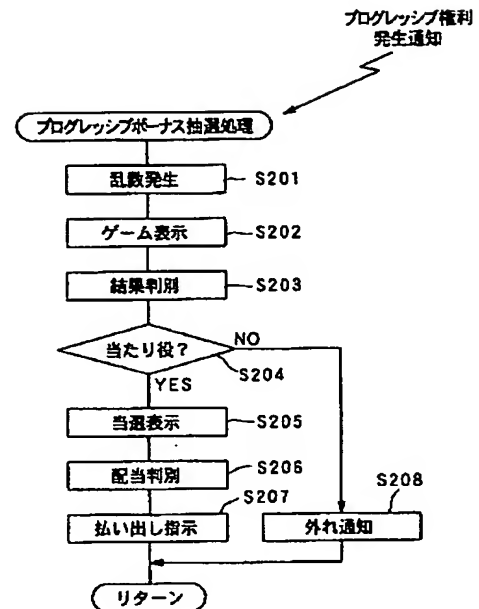 プログレッシブ権利
発生通知
プログレッシブボーナス抽選処理
乱数発生
S201
ゲーム表示
S202
結果判別
S203
当たり役？
NO
S204
YES
当選表示
S205
配当判別
S206
S207
払い出し指示
S208
外れ通知
リターン